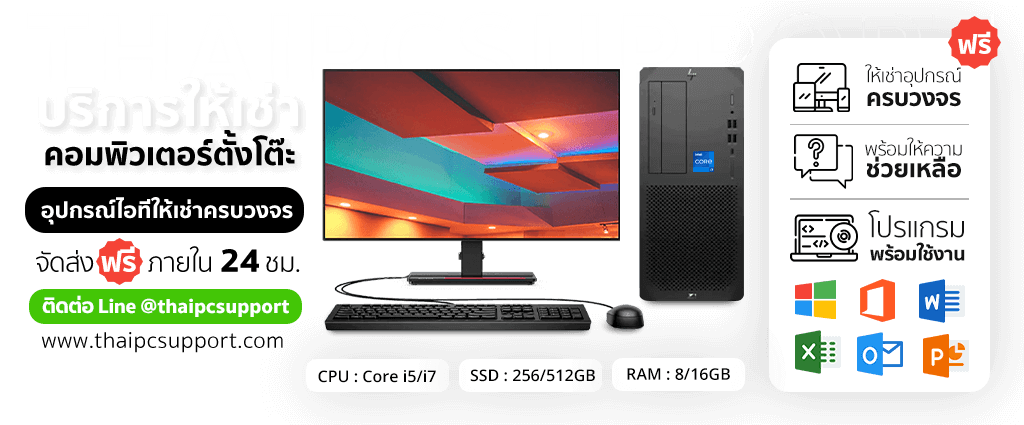 บริการให้เช่า
คอมพิวเตอร์ตั้งโต๊ะ
อุปกรณ์ไอทีให้เช่าครบวงจร
จัดส่ง ฟรี ภายใน 24 ชม.
ติดต่อ Line @thaipcsupport
www.thaipcsupport.com
CPU : Core i5/i7
SSD : 256/512GB
RAM : 8/16GB
CORE
ฟรี
ให้เช่าอุปกรณ์
ครบวงจร
พร้อมให้ความ
ช่วยเหลือ
โปรแกรม
พร้อมใช้งาน